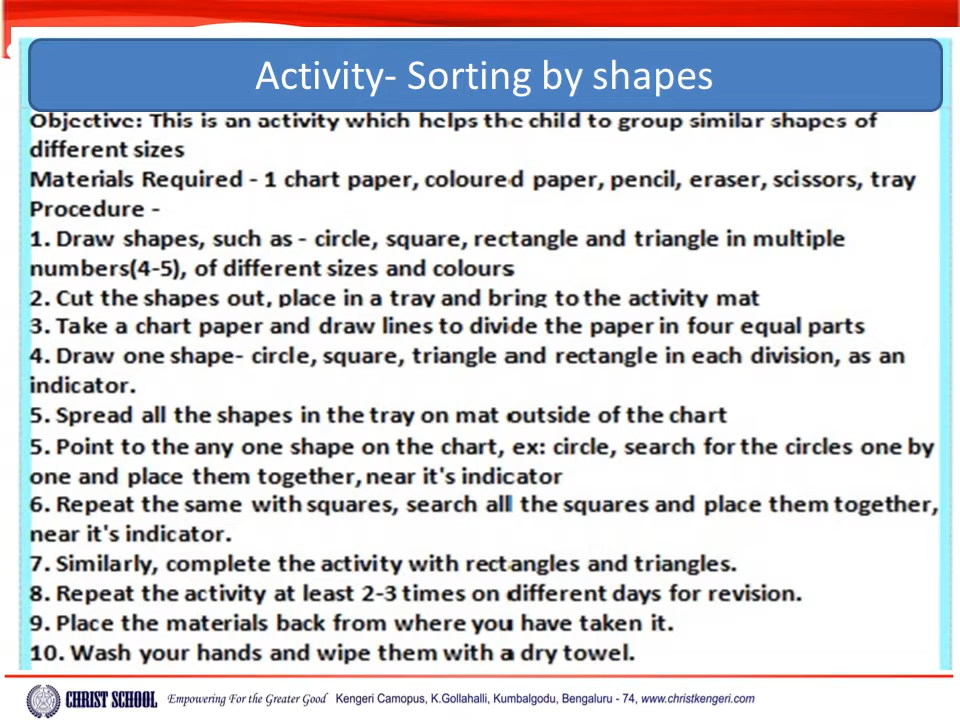 Activity- Sorting by shapes
Objective: This is an activity which helps the child to group similar shapes of
different sizes
Materials Required - 1 chart paper, coloured paper, pencil, eraser, scissors, tray
Procedure -
1. Draw shapes, such as - circle, square, rectangle and triangle in multiple
numbers(4-5), of different sizes and colours
2. Cut the shapes out, place in a tray and bring to the activity mat
3. Take a chart paper and draw lines to divide the paper in four equal parts
4. Draw one shape- circle, square, triangle and rectangle in each division, as an
indicator.
5. Spread all the shapes in the tray on mat outside of the chart
5. Point to the any one shape on the chart, ex: circle, search for the circles one by
one and place them together, near it's indicator
6. Repeat the same with squares, search all the squares and place them together,
near it's indicator.
7. Similarly, complete the activity with rectangles and triangles.
8. Repeat the activity at least 2-3 times on different days for revision.
9. Place the materials back from where you have taken it.
10. Wash your hands and wipe them with a dry towel.
CHRIST SCHOOL Empowering For the Greater Good Kengeri Camopus, K.Gollahalli, Kumbalgodu, Bengaluru - 74, www.christkengeri.com